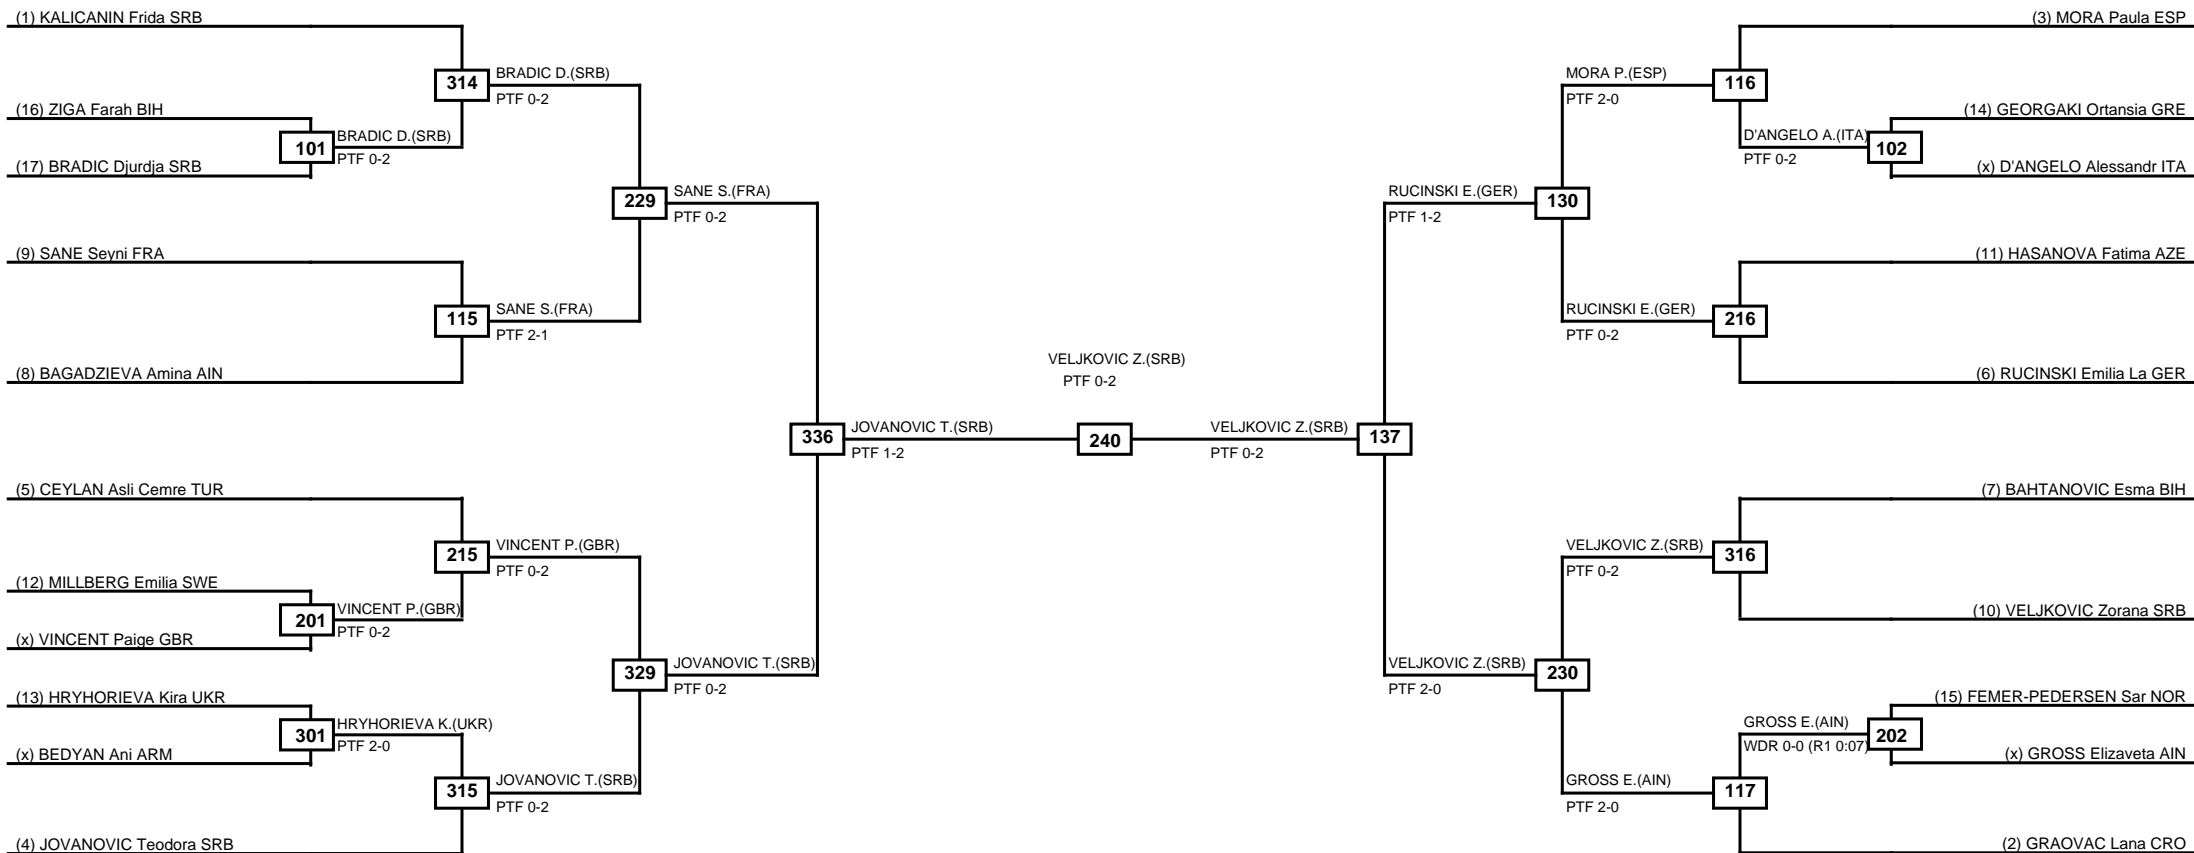 (1) KALICANIN Frida SRB
(3) MORA Paula ESP
314
BRADIC D.(SRB)
PTF 0-2
MORA P.(ESP)
PTF 2-0
116
(16) ZIGA Farah BIH
(14) GEORGAKI Ortansia GRE
101
BRADIC D.(SRB)
PTF 0-2
D'ANGELO A.(ITA)
PTF 0-2
102
(17) BRADIC Djurdja SRB
(x) D'ANGELO Alessandr ITA
229
SANE S.(FRA)
PTF 0-2
RUCINSKI E.(GER)
PTF 1-2
130
(9) SANE Seyni FRA
(11) HASANOVA Fatima AZE
115
SANE S.(FRA)
PTF 2-1
RUCINSKI E.(GER)
PTF 0-2
216
(8) BAGADZIEVA Amina AIN
(6) RUCINSKI Emilia La GER
VELJKOVIC Z.(SRB)
PTF 0-2
336
JOVANOVIC T.(SRB)
PTF 1-2
240
VELJKOVIC Z.(SRB)
PTF 0-2
137
(5) CEYLAN Asli Cemre TUR
(7) BAHTANOVIC Esma BIH
215
VINCENT P.(GBR)
PTF 0-2
VELJKOVIC Z.(SRB)
PTF 0-2
316
(12) MILLBERG Emilia SWE
(10) VELJKOVIC Zorana SRB
201
VINCENT P.(GBR)
PTF 0-2
(x) VINCENT Paige GBR
329
JOVANOVIC T.(SRB)
PTF 0-2
VELJKOVIC Z.(SRB)
PTF 2-0
230
(13) HRYHORIEVA Kira UKR
(15) FEMER-PEDERSEN Sar NOR
301
HRYHORIEVA K.(UKR)
PTF 2-0
GROSS E.(AIN)
WDR 0-0 (R1 0:07)
202
(x) BEDYAN Ani ARM
(x) GROSS Elizaveta AIN
315
JOVANOVIC T.(SRB)
PTF 0-2
GROSS E.(AIN)
PTF 2-0
117
(4) JOVANOVIC Teodora SRB
(2) GRAOVAC Lana CRO